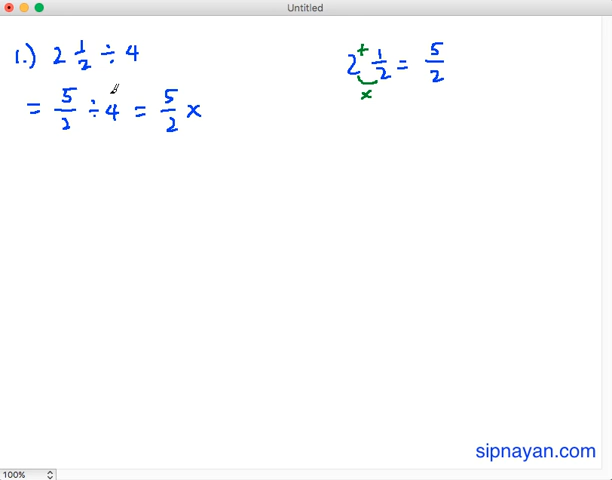 Untitled
1.) 2 1/2 ÷ 4
= 5/2 ÷ 4 = 5/2 x
2 + 1/2 = 5/2
x
sipnayan.com
100%